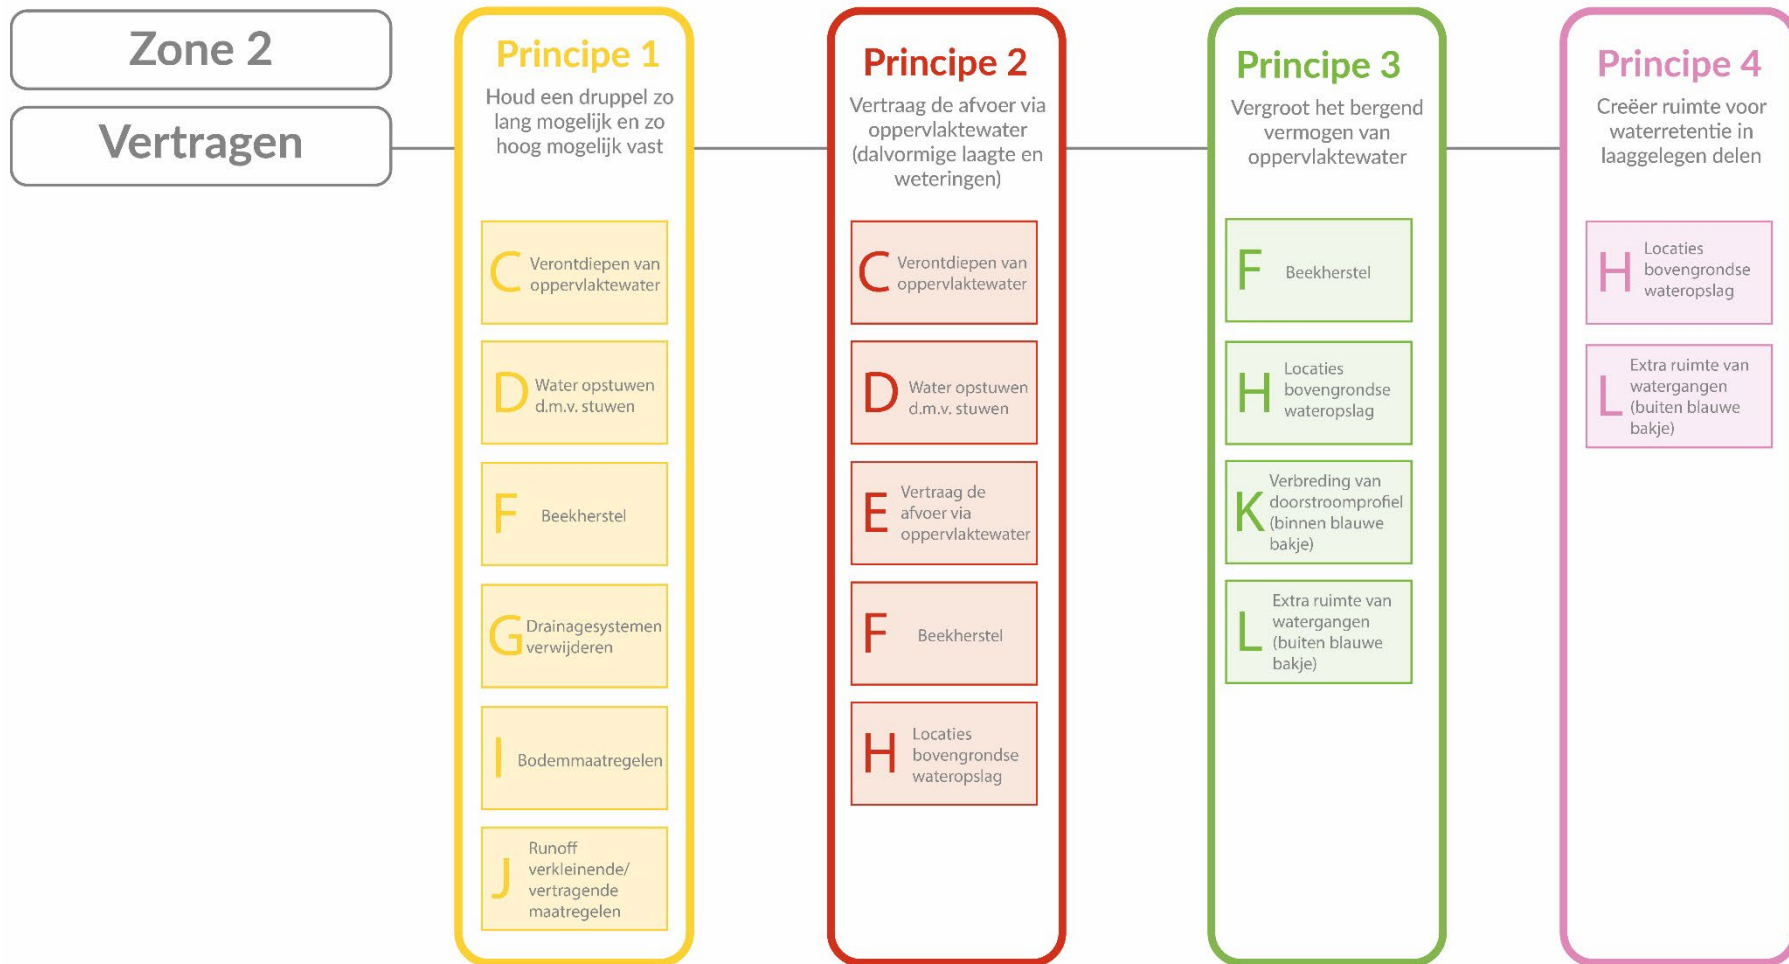 Zone 2
Vertragen
Principe 1
Houd een druppel zo
lang mogelijk en zo
hoog mogelijk vast
C
Verontdiepen van
oppervlaktewater
D
Water opstuwen
d.m.v. stuwen
F
Beekherstel
G
Drainagesystemen
verwijderen
I
Bodemmaatregelen
J
Runoff
verkleinende/
vertragende
maatregelen
Principe 2
Vertraag de afvoer via
oppervlaktewater
(dalvormige laagte en
weteringen)
C
Verontdiepen van
oppervlaktewater
D
Water opstuwen
d.m.v. stuwen
E
Vertraag de
afvoer via
oppervlaktewater
F
Beekherstel
H
Locaties
bovengrondse
wateropslag
Principe 3
Vergroot het bergend
vermogen van
oppervlaktewater
F
Beekherstel
H
Locaties
bovengrondse
wateropslag
K
Verbreding van
doorstroomprofiel
(binnen blauwe
bakje)
L
Extra ruimte van
watergangen
(buiten blauwe
bakje)
Principe 4
Creëer ruimte voor
waterretentie in
laaggelegen delen
H
Locaties
bovengrondse
wateropslag
L
Extra ruimte van
watergangen
(buiten blauwe
bakje)